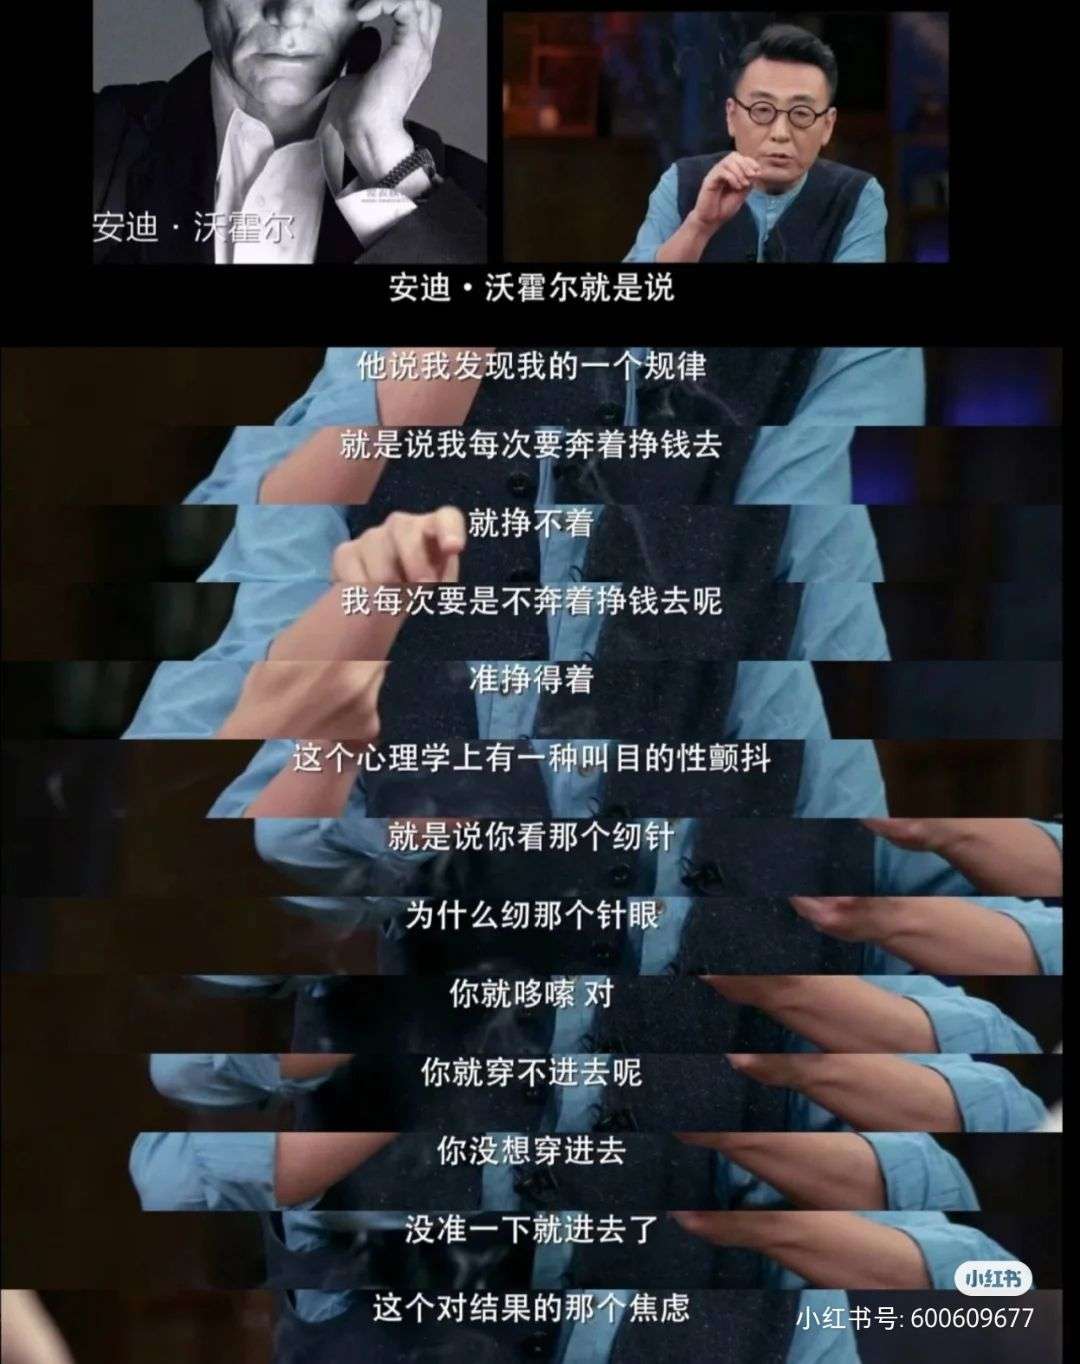 安迪·沃霍尔
安迪·沃霍尔就是说
他说我发现我的一个规律
就是说我每次要奔着挣钱去
就挣不着
我每次要是不奔着挣钱去呢
准挣得着
这个心理学上有一种叫目的性颤抖
就是说你看那个纫针
为什么纫那个针眼
你就哆嗦 对
你就穿不进去呢
你没想穿进去
没准一下就进去了
这个对结果的那个焦虑
小红书
小红书号: 600609677